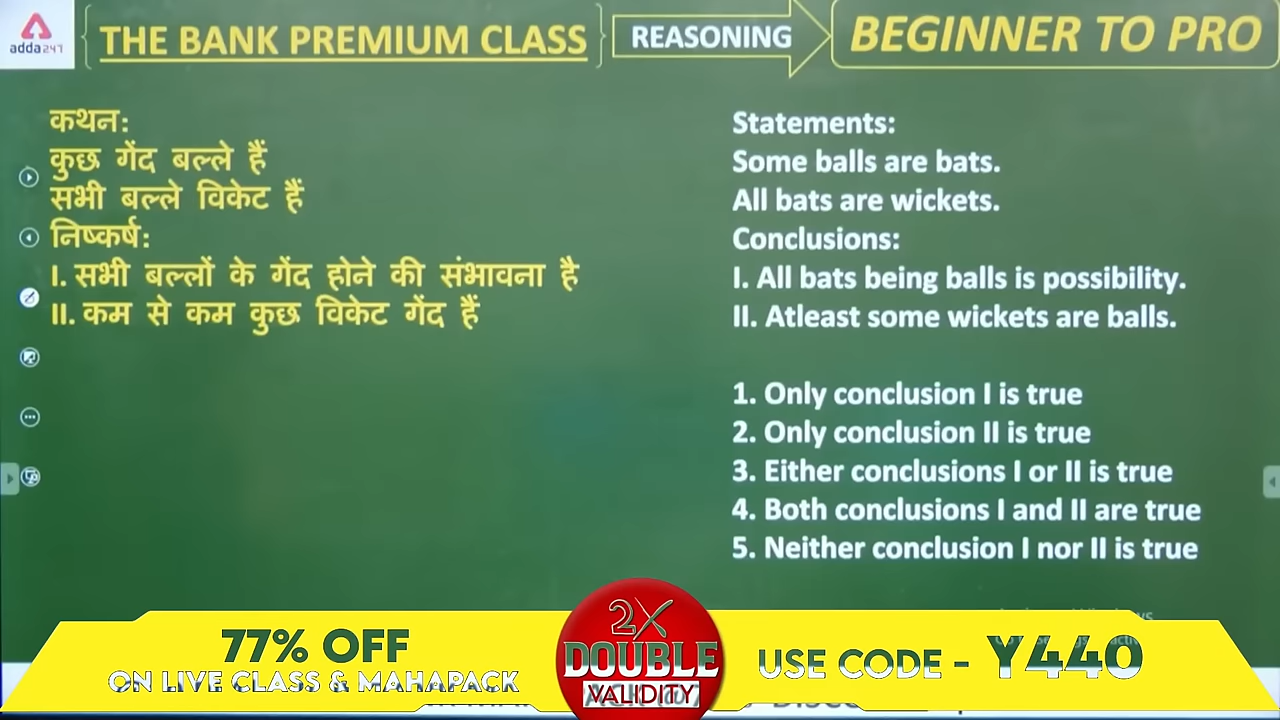 adda247
THE BANK PREMIUM CLASS
REASONING
BEGINNER TO PRO
कथन:
कुछ गेंद बल्ले हैं
सभी बल्ले विकेट हैं
निष्कर्ष:
I. सभी बल्लों के गेंद होने की संभावना है
II. कम से कम कुछ विकेट गेंद हैं
Statements:
Some balls are bats.
All bats are wickets.
Conclusions:
I. All bats being balls is possibility.
II. Atleast some wickets are balls.
1. Only conclusion I is true
2. Only conclusion II is true
3. Either conclusions I or II is true
4. Both conclusions I and II are true
5. Neither conclusion I nor II is true
77% OFF
ON LIVE CLASS & MAHAPACK
2X
DOUBLE
VALIDITY
USE CODE - Y440